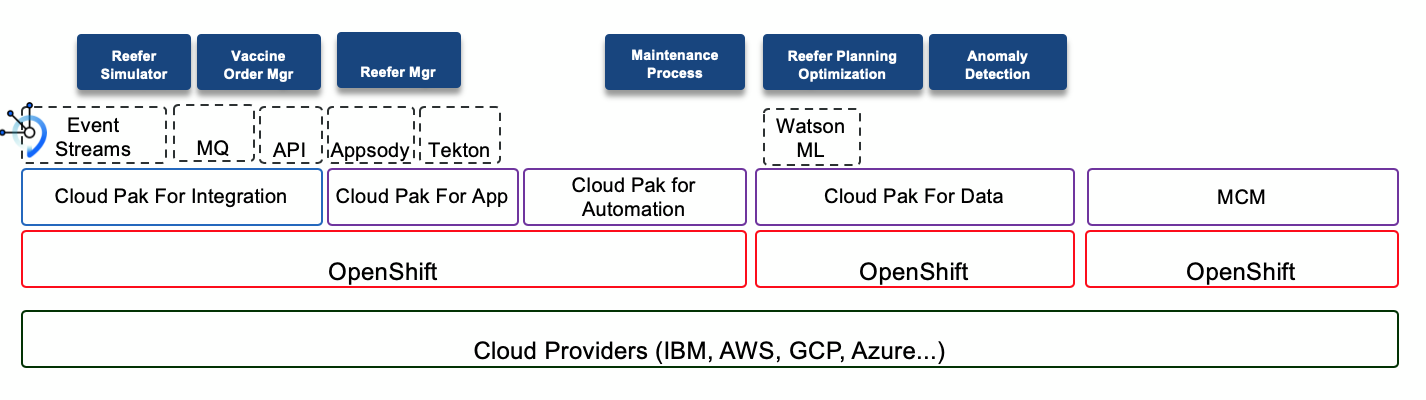 Reefer
Simulator
Vaccine
Order Mgr
Reefer Mgr
Maintenance
Process
Reefer Planning
Optimization
Anomaly
Detection
Event
Streams
MQ
API
Appsody
Tekton
Watson
ML
Cloud Pak For Integration
Cloud Pak For App
Cloud Pak for
Automation
Cloud Pak For Data
MCM
OpenShift
OpenShift
OpenShift
Cloud Providers (IBM, AWS, GCP, Azure...)